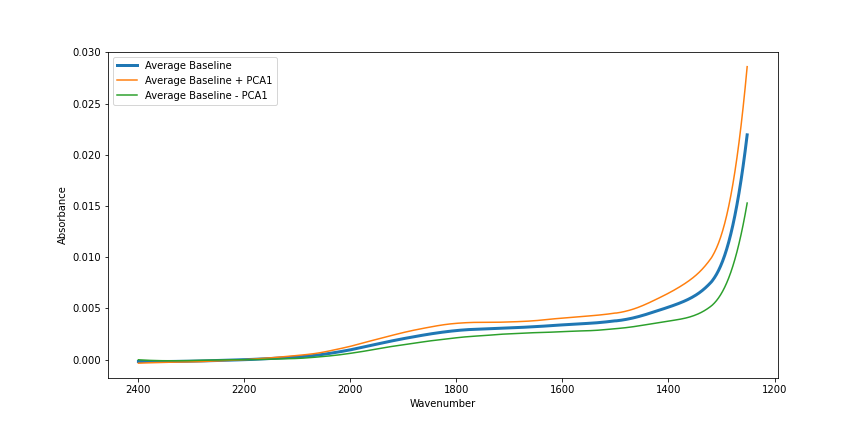 0.030
0.025
0.020
0.015
0.010
0.005
0.000
Absorbance
Average Baseline
Average Baseline + PCA1
Average Baseline - PCA1
2400 2200 2000 1800 1600 1400 1200
Wavenumber